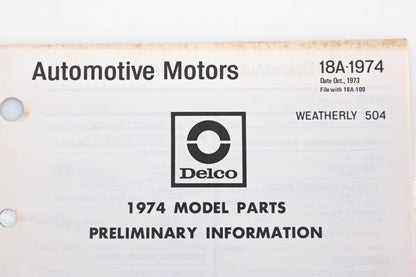 Automotive Motors
18A-1974
Date Oct., 1973
File with 18A-100
WEATHERLY 504
Delco
1974 MODEL PARTS
PRELIMINARY INFORMATION